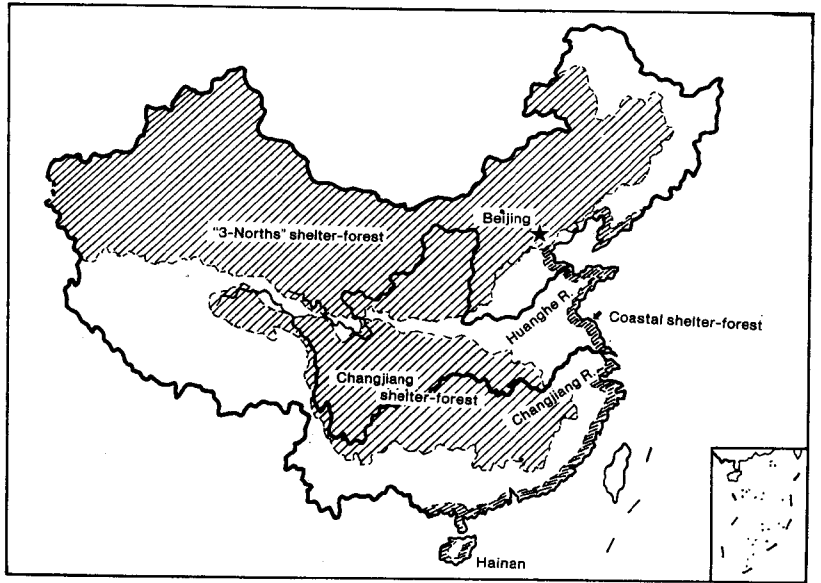 Beijing
"3-Norths" shelter-forest
Huanghe R.
Coastal shelter-forest
Changjiang
shelter-forest
Changjiang R.
Hainan